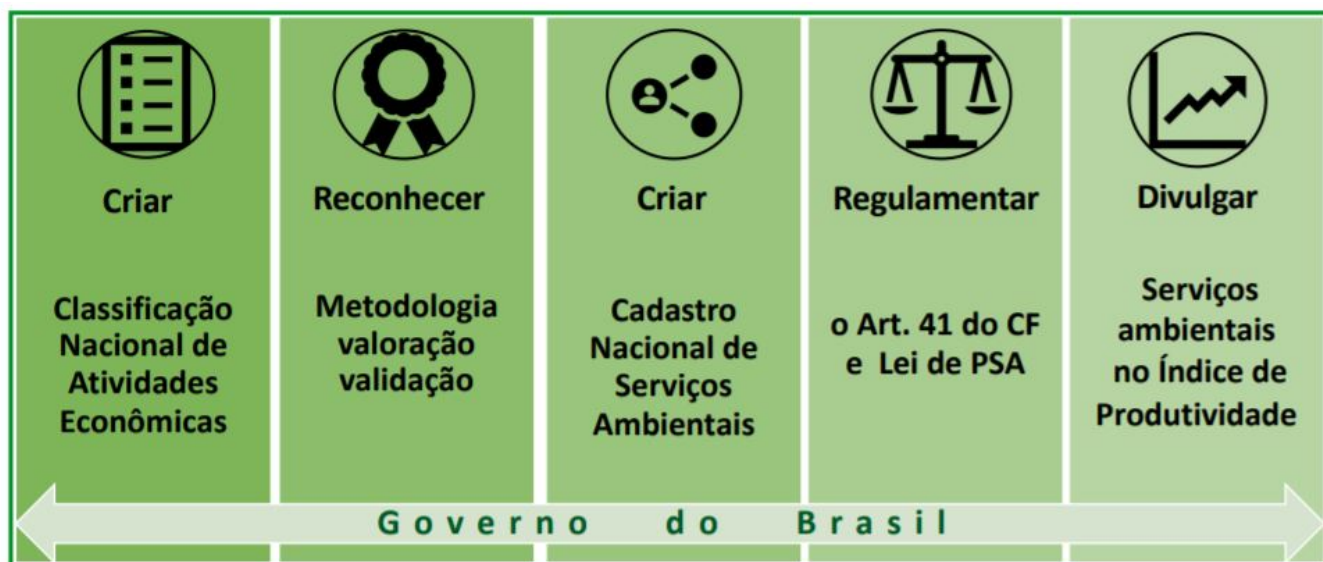 Criar
Classificação
Nacional de
Atividades
Econômicas
Reconhecer
Metodologia
valoração
validação
Criar
Cadastro
Nacional de
Serviços
Ambientais
Regulamentar
o Art. 41 do CF
e Lei de PSA
Divulgar
Serviços
ambientais
no Índice de
Produtividade
Governo do Brasil